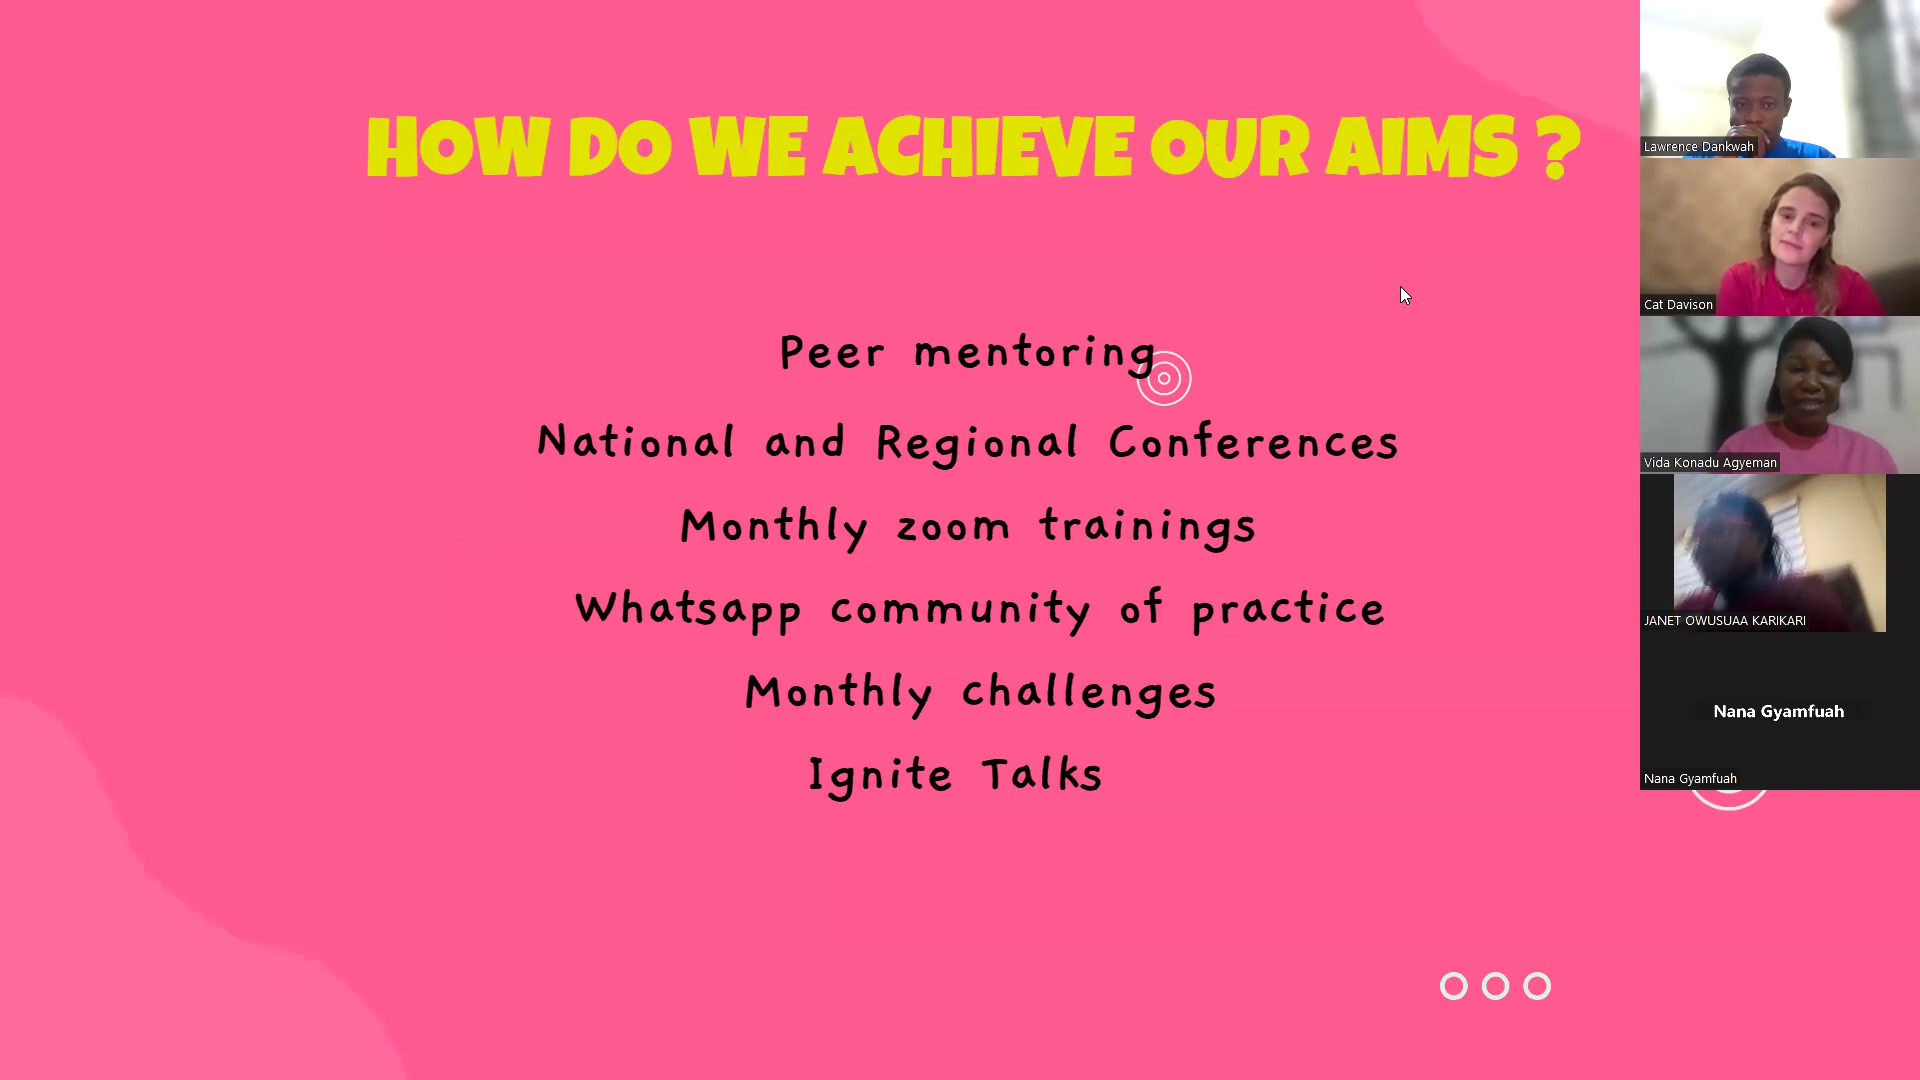 HOW DO WE ACHIEVE OUR AIMS ?
Peer mentoring
National and Regional Conferences
Monthly zoom trainings
Whatsapp community of practice
Monthly challenges
Ignite Talks
Lawrence Dankwah
Cat Davison
Vida Konadu Agyeman
JANET OWUSUAA KARIKARI
Nana Gyamfuah
Nana Gyamfuah